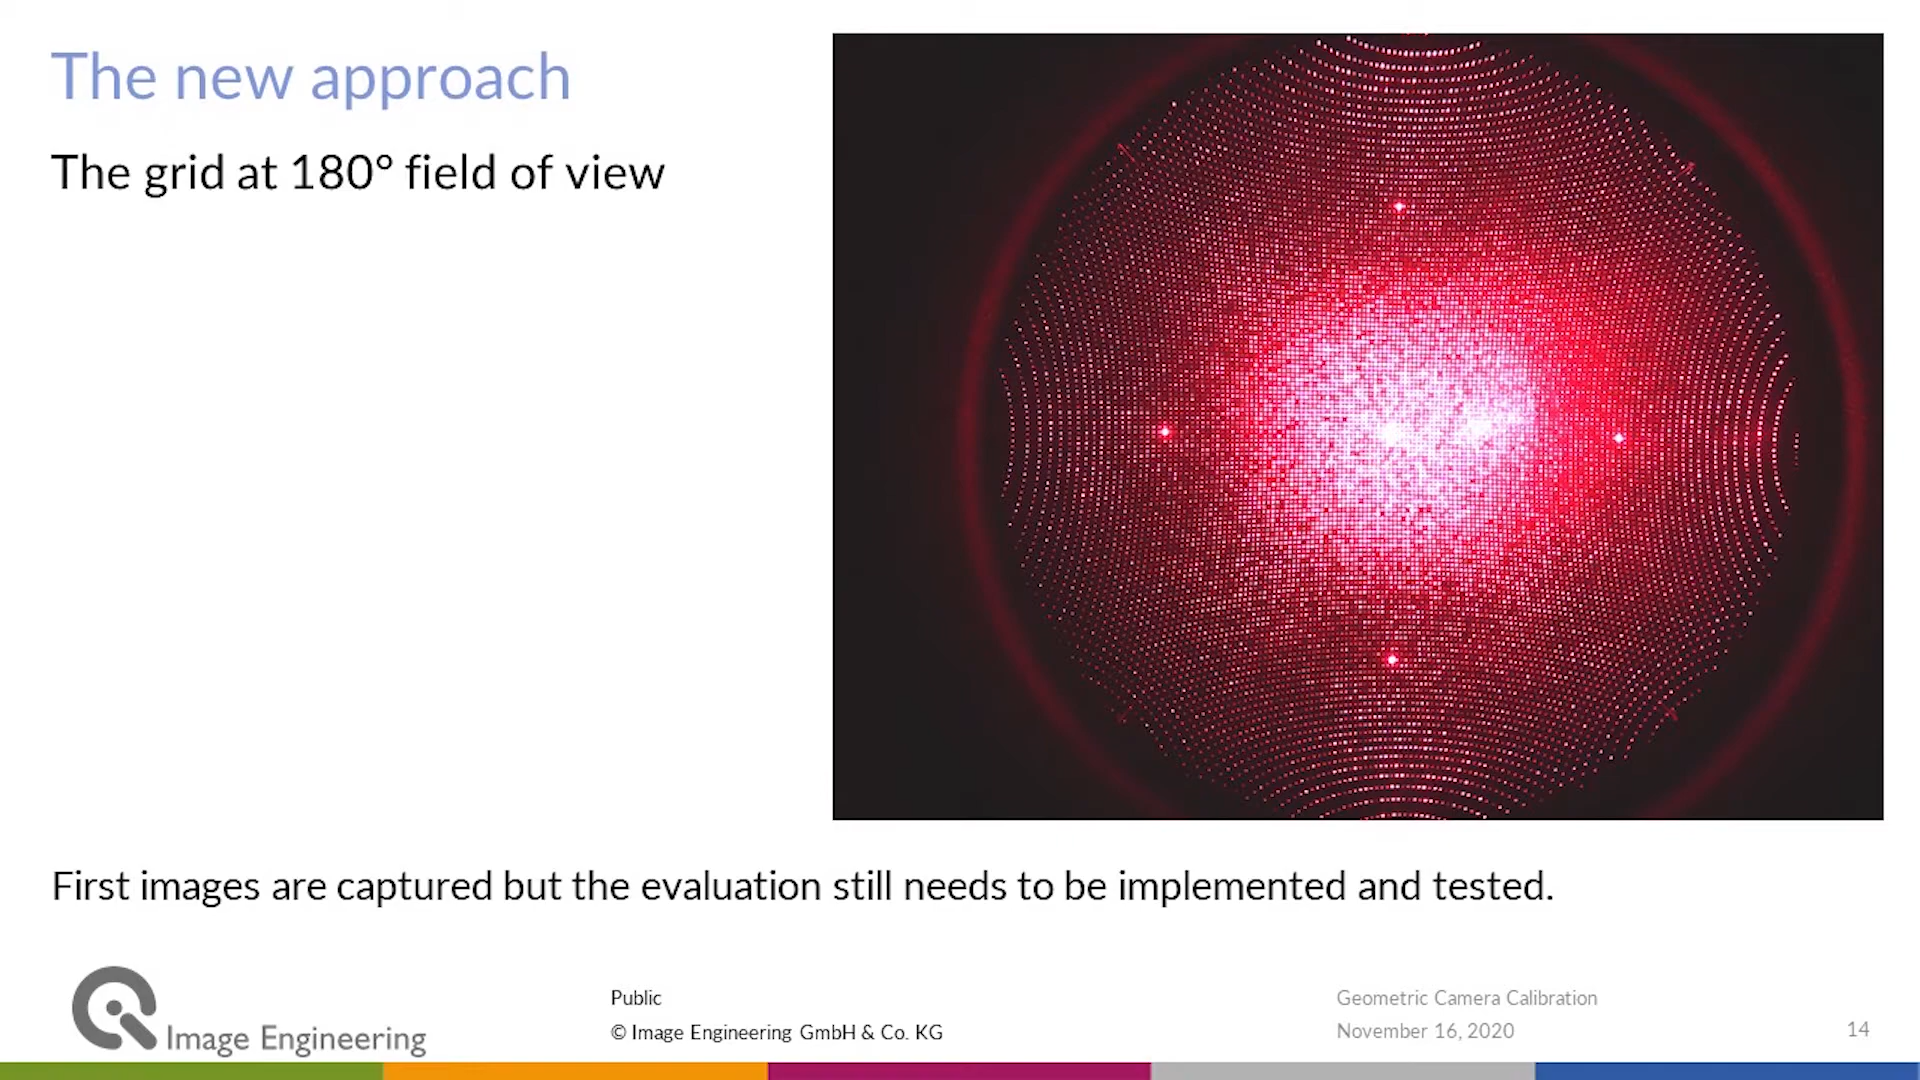 The new approach
The grid at 180° field of view
First images are captured but the evaluation still needs to be implemented and tested.
Image Engineering
Public
© Image Engineering GmbH & Co. KG
Geometric Camera Calibration
November 16, 2020
14